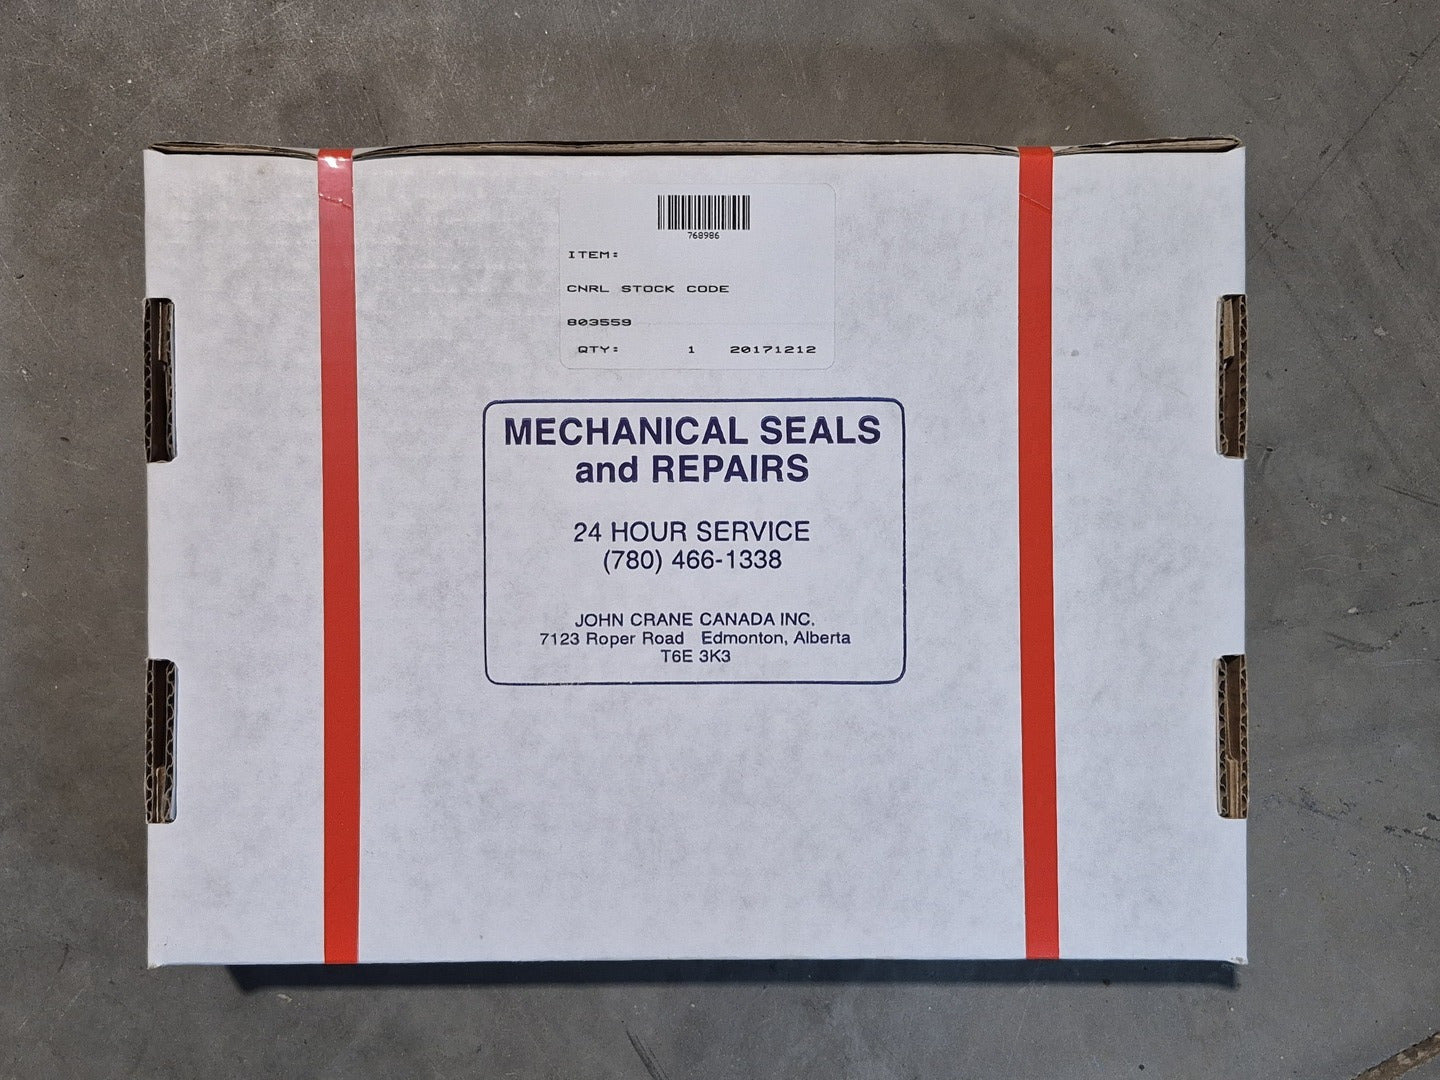 768986
ITEM:
CNRL STOCK CODE
803559
QTY: 1 20171212
MECHANICAL SEALS
and REPAIRS
24 HOUR SERVICE
(780) 466-1338
JOHN CRANE CANADA INC.
7123 Roper Road Edmonton, Alberta
T6E 3K3